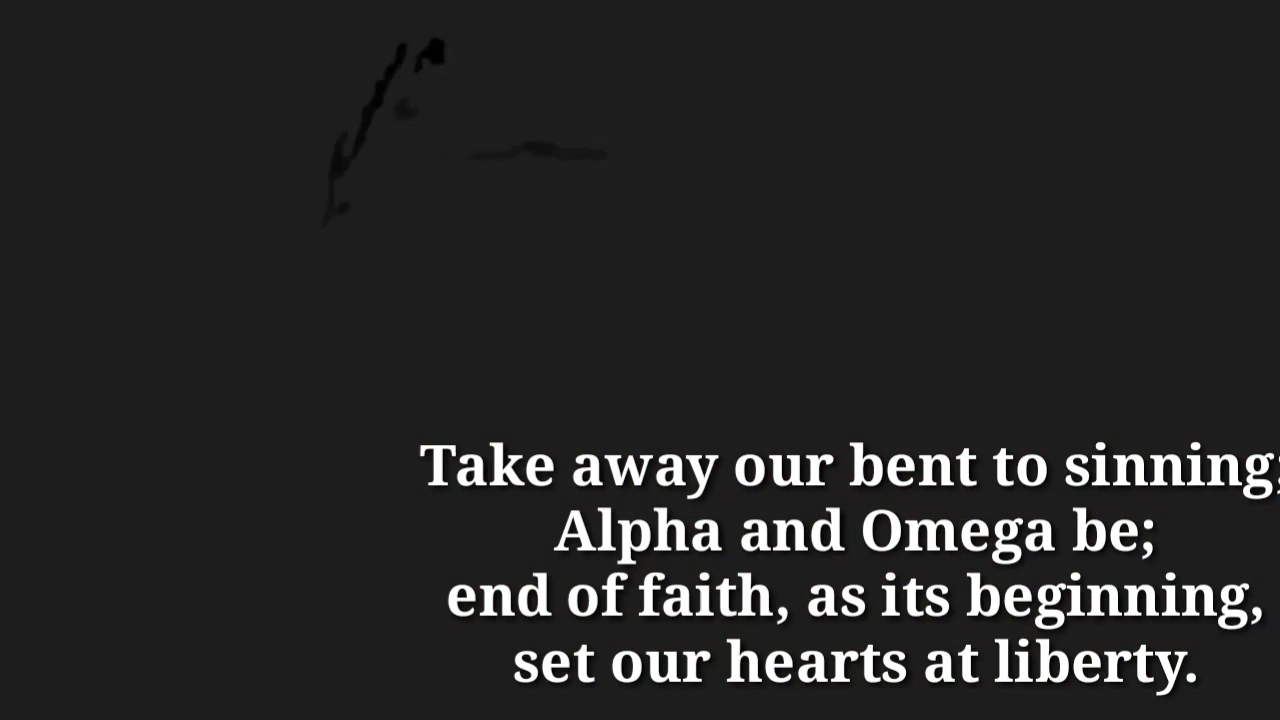 Take away our bent to sinning;
Alpha and Omega be;
end of faith, as its beginning,
set our hearts at liberty.